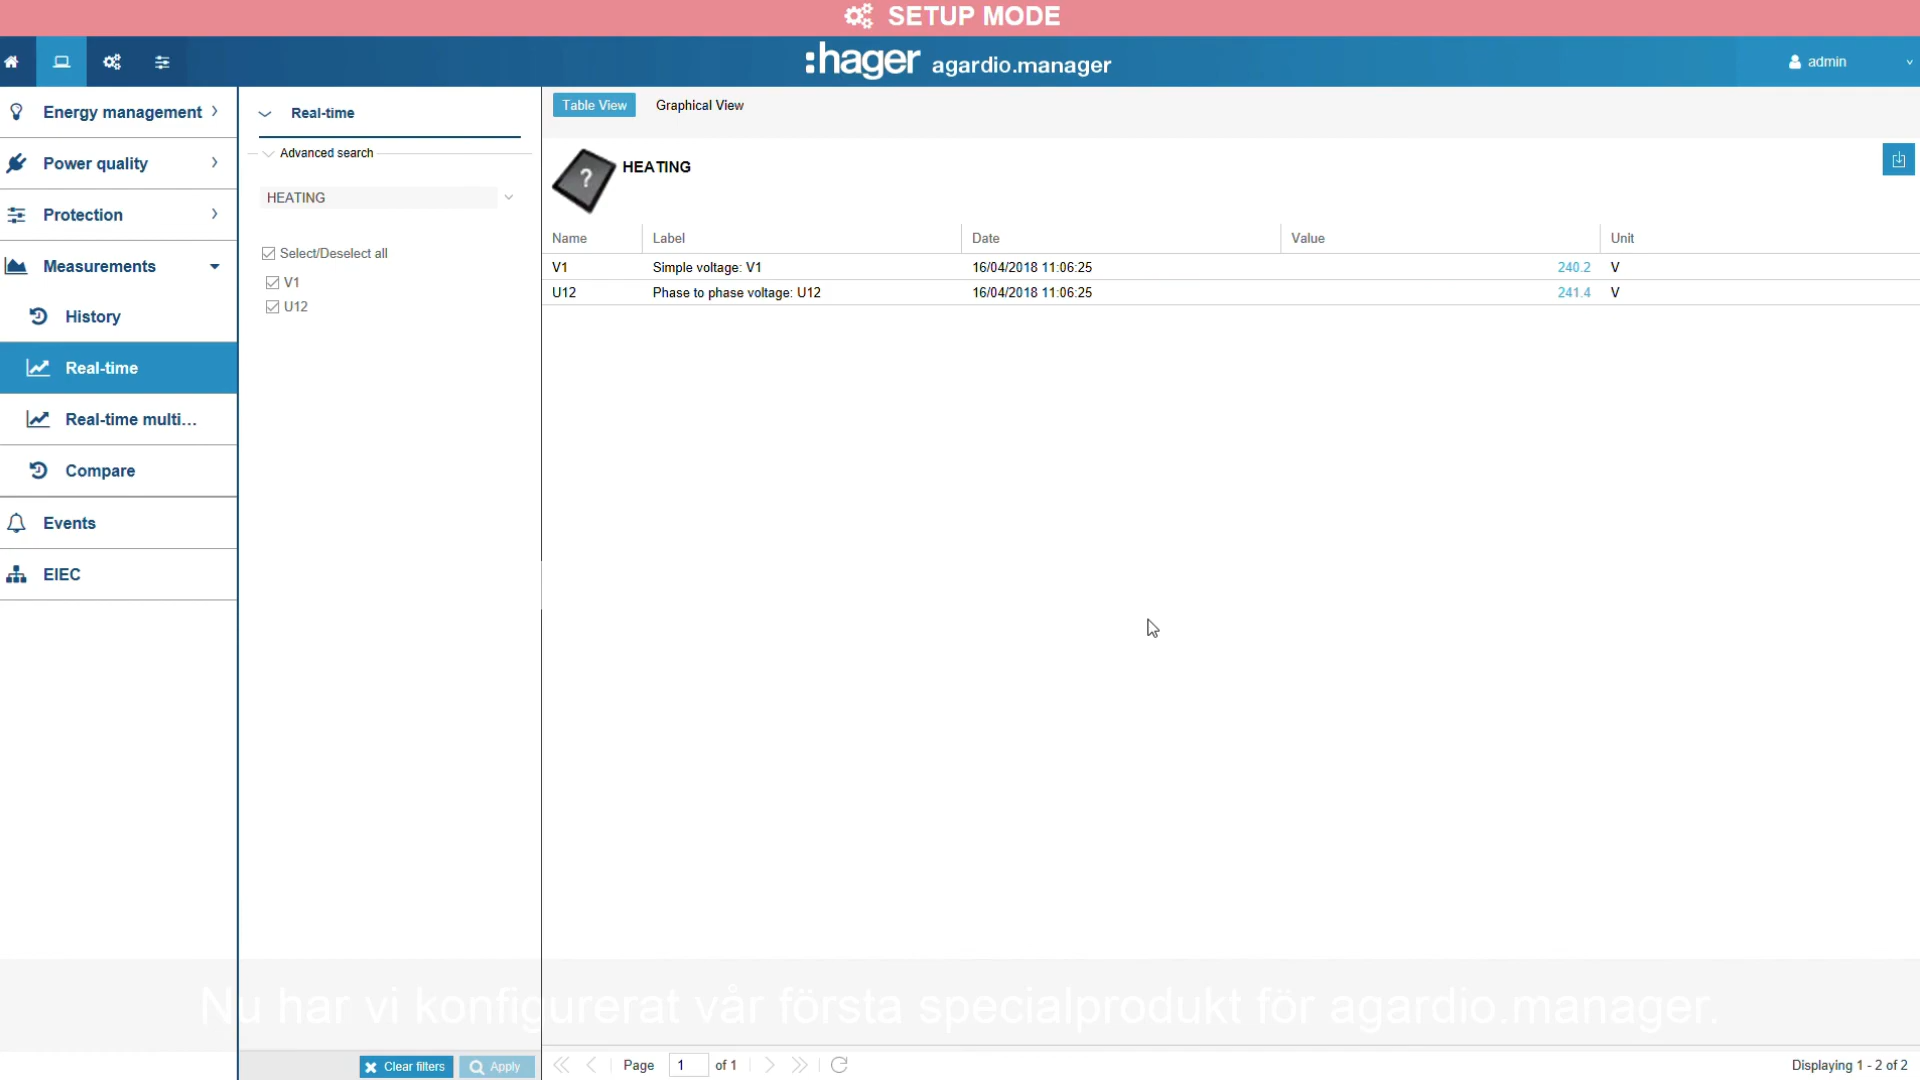 SETUP MODE
:hager agardio.manager
admin
Energy management
Power quality
Protection
Measurements
History
Real-time
Real-time multi...
Compare
Events
EIEC
Real-time
Advanced search
HEATING
Select/Deselect all
V1
U12
Clear filters
Apply
Table View
Graphical View
?
HEATING
Name Label Date Value Unit
V1 Simple voltage: V1 16/04/2018 11:06:25 240.2 V
U12 Phase to phase voltage: U12 16/04/2018 11:06:25 241.4 V
Nu har vi konfigurerat vår första specialprodukt för agardio.manager.
Page 1 of 1
Displaying 1 - 2 of 2